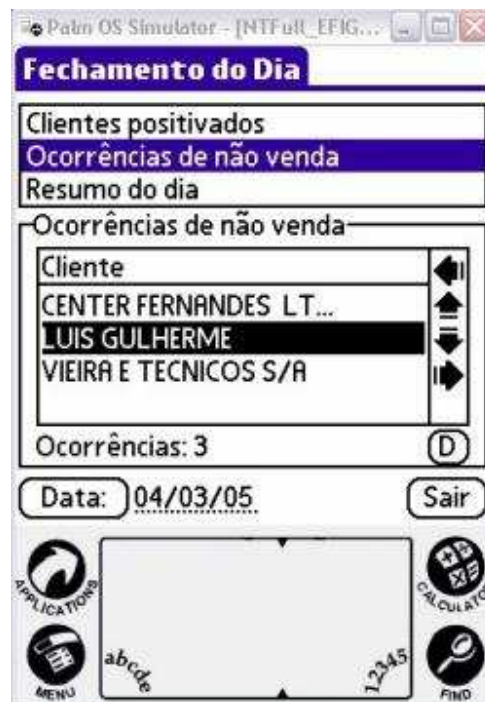 Palm OS Simulator - [NTFull_EFIG...
Fechamento do Dia
Clientes positivados
Ocorrências de não venda
Resumo do dia
Ocorrências de não venda
Cliente
CENTER FERNANDES LT...
LUIS GULHERME
VIEIRA E TECNICOS S/A
Ocorrências: 3
D
Data: 04/03/05
Sair
APPLICATIONS
CALCULATOR
abcde
12345
MENU
FIND